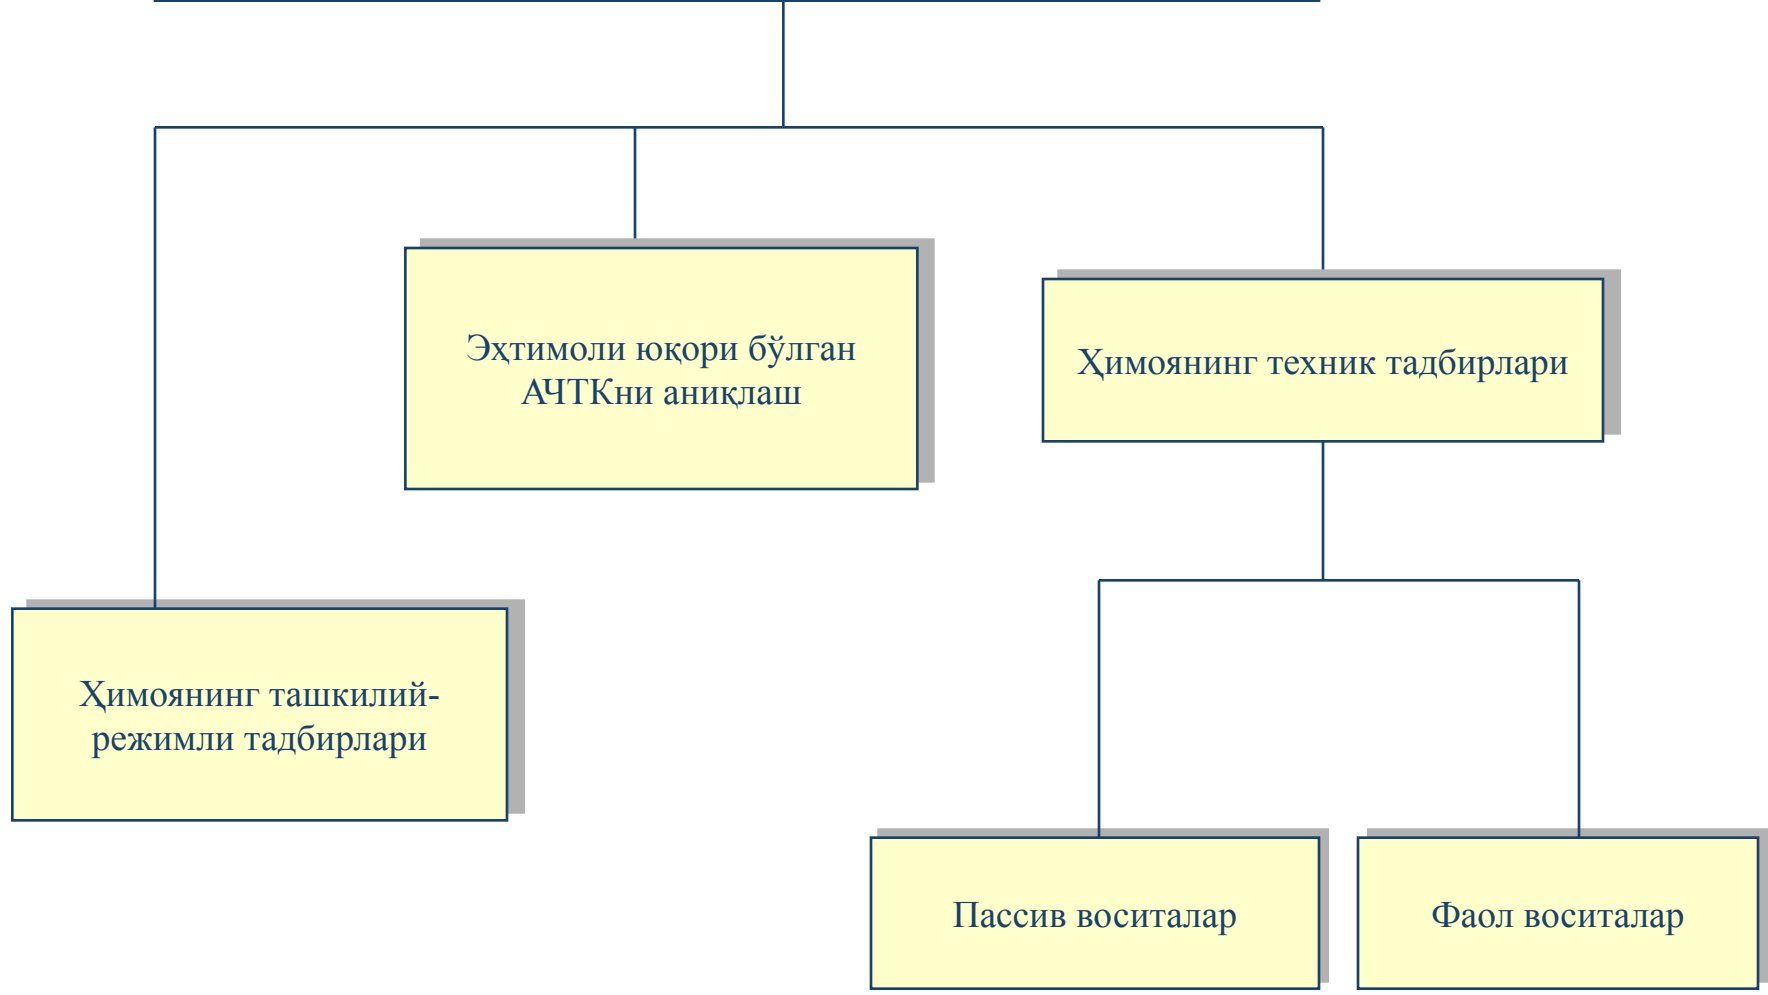 Эҳтимоли юқори бўлган
АЧТКни аниқлаш
Ҳимоянинг техник тадбирлари
Ҳимоянинг ташкилий-
режимли тадбирлари
Пассив воситалар
Фаол воситалар